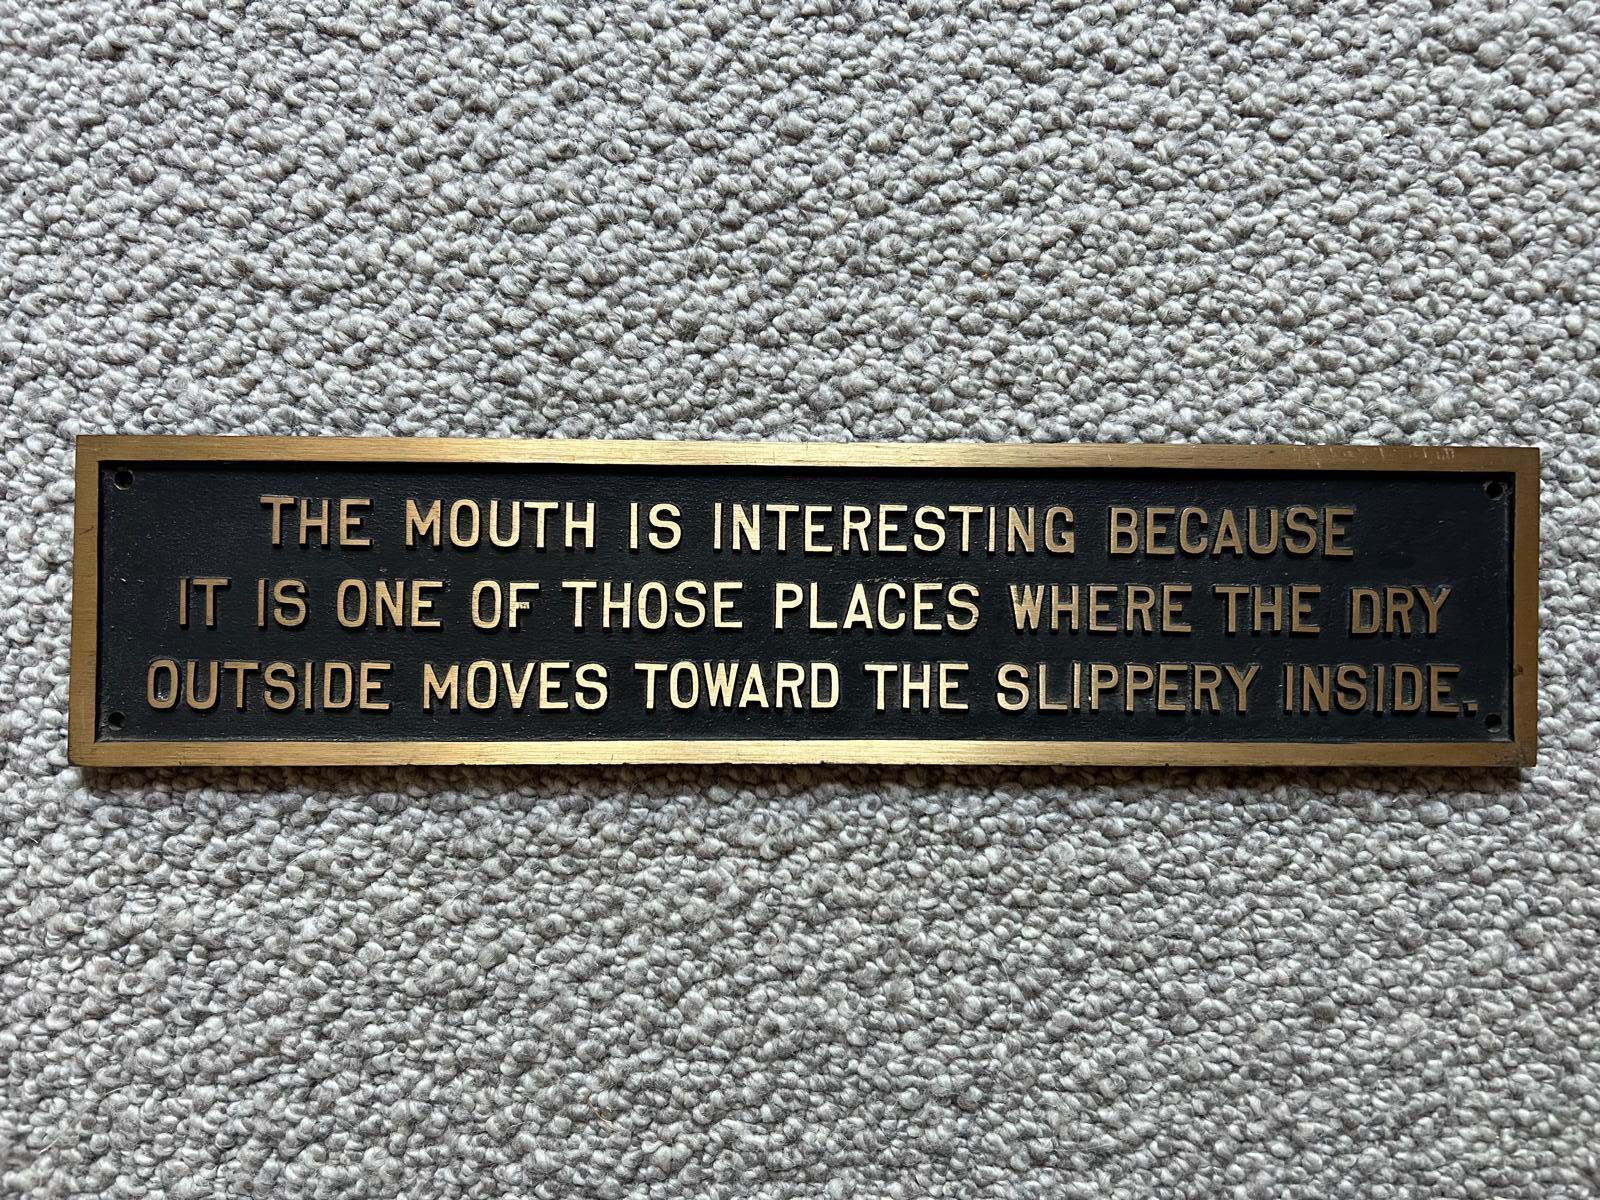 THE MOUTH IS INTERESTING BECAUSE
IT IS ONE OF THOSE PLACES WHERE THE DRY
OUTSIDE MOVES TOWARD THE SLIPPERY INSIDE.